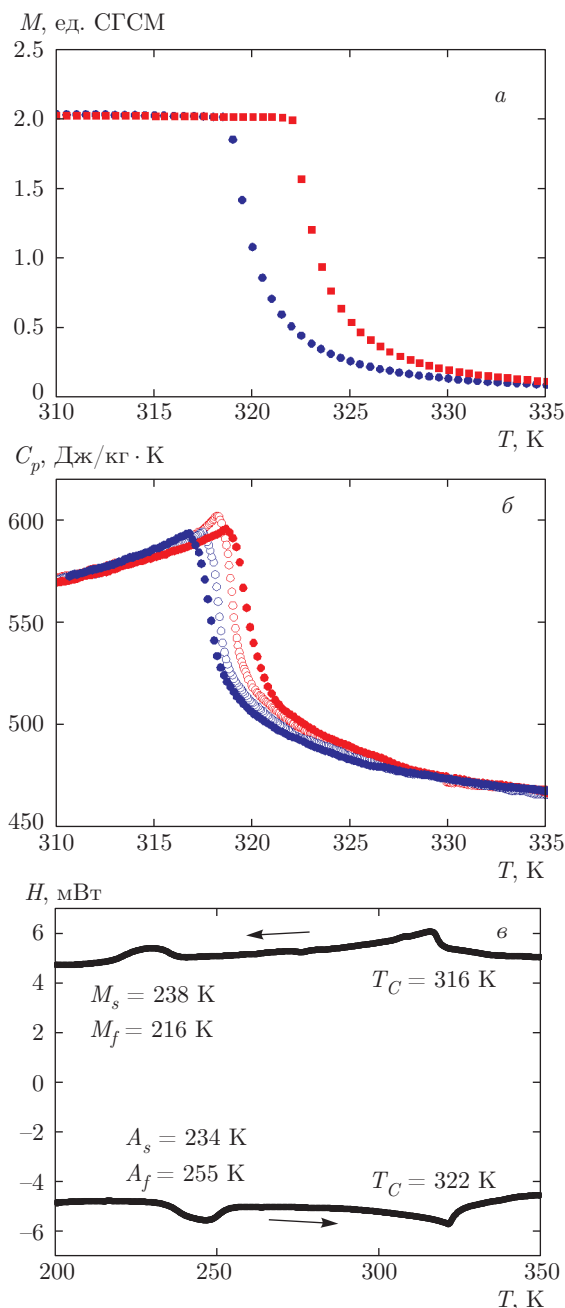 M, ед. СГСМ
2.5
а
2.0
1.5
1.0
0.5
0
310 315 320 325 330 335
T, К
C_p, Дж/кг · К
б
600
550
500
450
310 315 320 325 330 335
T, К
H, мВт
6
в
4
M_s = 238 К
T_C = 316 К
M_f = 216 К
2
0
–2
A_s = 234 К
A_f = 255 К
T_C = 322 К
–4
–6
200 250 300 350
T, К